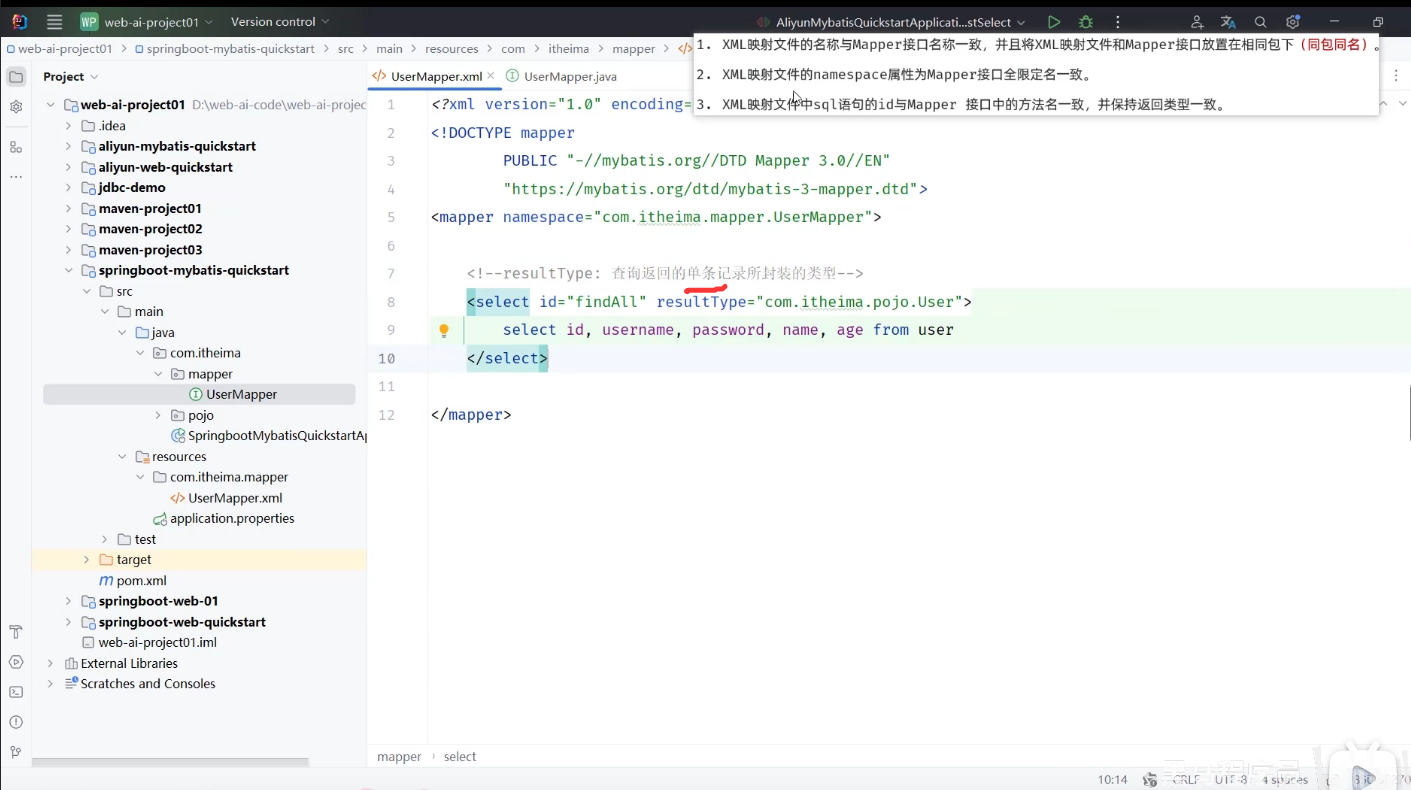 WP web-ai-project01 Version control AliyunMybatisQuickstartApplicati...stSelect
web-ai-project01 springboot-mybatis-quickstart src main resources com itheima mapper
1. XML映射文件的名称与Mapper接口名称一致，并且将XML映射文件和Mapper接口放置在相同包下（同包同名）。
2. XML映射文件的namespace属性为Mapper接口全限定名一致。
3. XML映射文件中sql语句的id与Mapper 接口中的方法名一致，并保持返回类型一致。
Project
web-ai-project01 D:\web-ai-code\web-ai-projec
.idea
aliyun-mybatis-quickstart
aliyun-web-quickstart
jdbc-demo
maven-project01
maven-project02
maven-project03
springboot-mybatis-quickstart
src
main
java
com.itheima
mapper
UserMapper
pojo
SpringbootMybatisQuickstartAp
resources
com.itheima.mapper
UserMapper.xml
application.properties
test
target
pom.xml
springboot-web-01
springboot-web-quickstart
web-ai-project01.iml
External Libraries
Scratches and Consoles
UserMapper.xml UserMapper.java
1 <?xml version="1.0" encoding=
2 <!DOCTYPE mapper
3 PUBLIC "-//mybatis.org//DTD Mapper 3.0//EN"
4 "https://mybatis.org/dtd/mybatis-3-mapper.dtd">
5 <mapper namespace="com.itheima.mapper.UserMapper">
6
7 <!--resultType: 查询返回的单条记录所封装的类型-->
8 <select id="findAll" resultType="com.itheima.pojo.User">
9 select id, username, password, name, age from user
10 </select>
11
12 </mapper>
mapper select
10:14 CRLF UTF-8 4 spaces